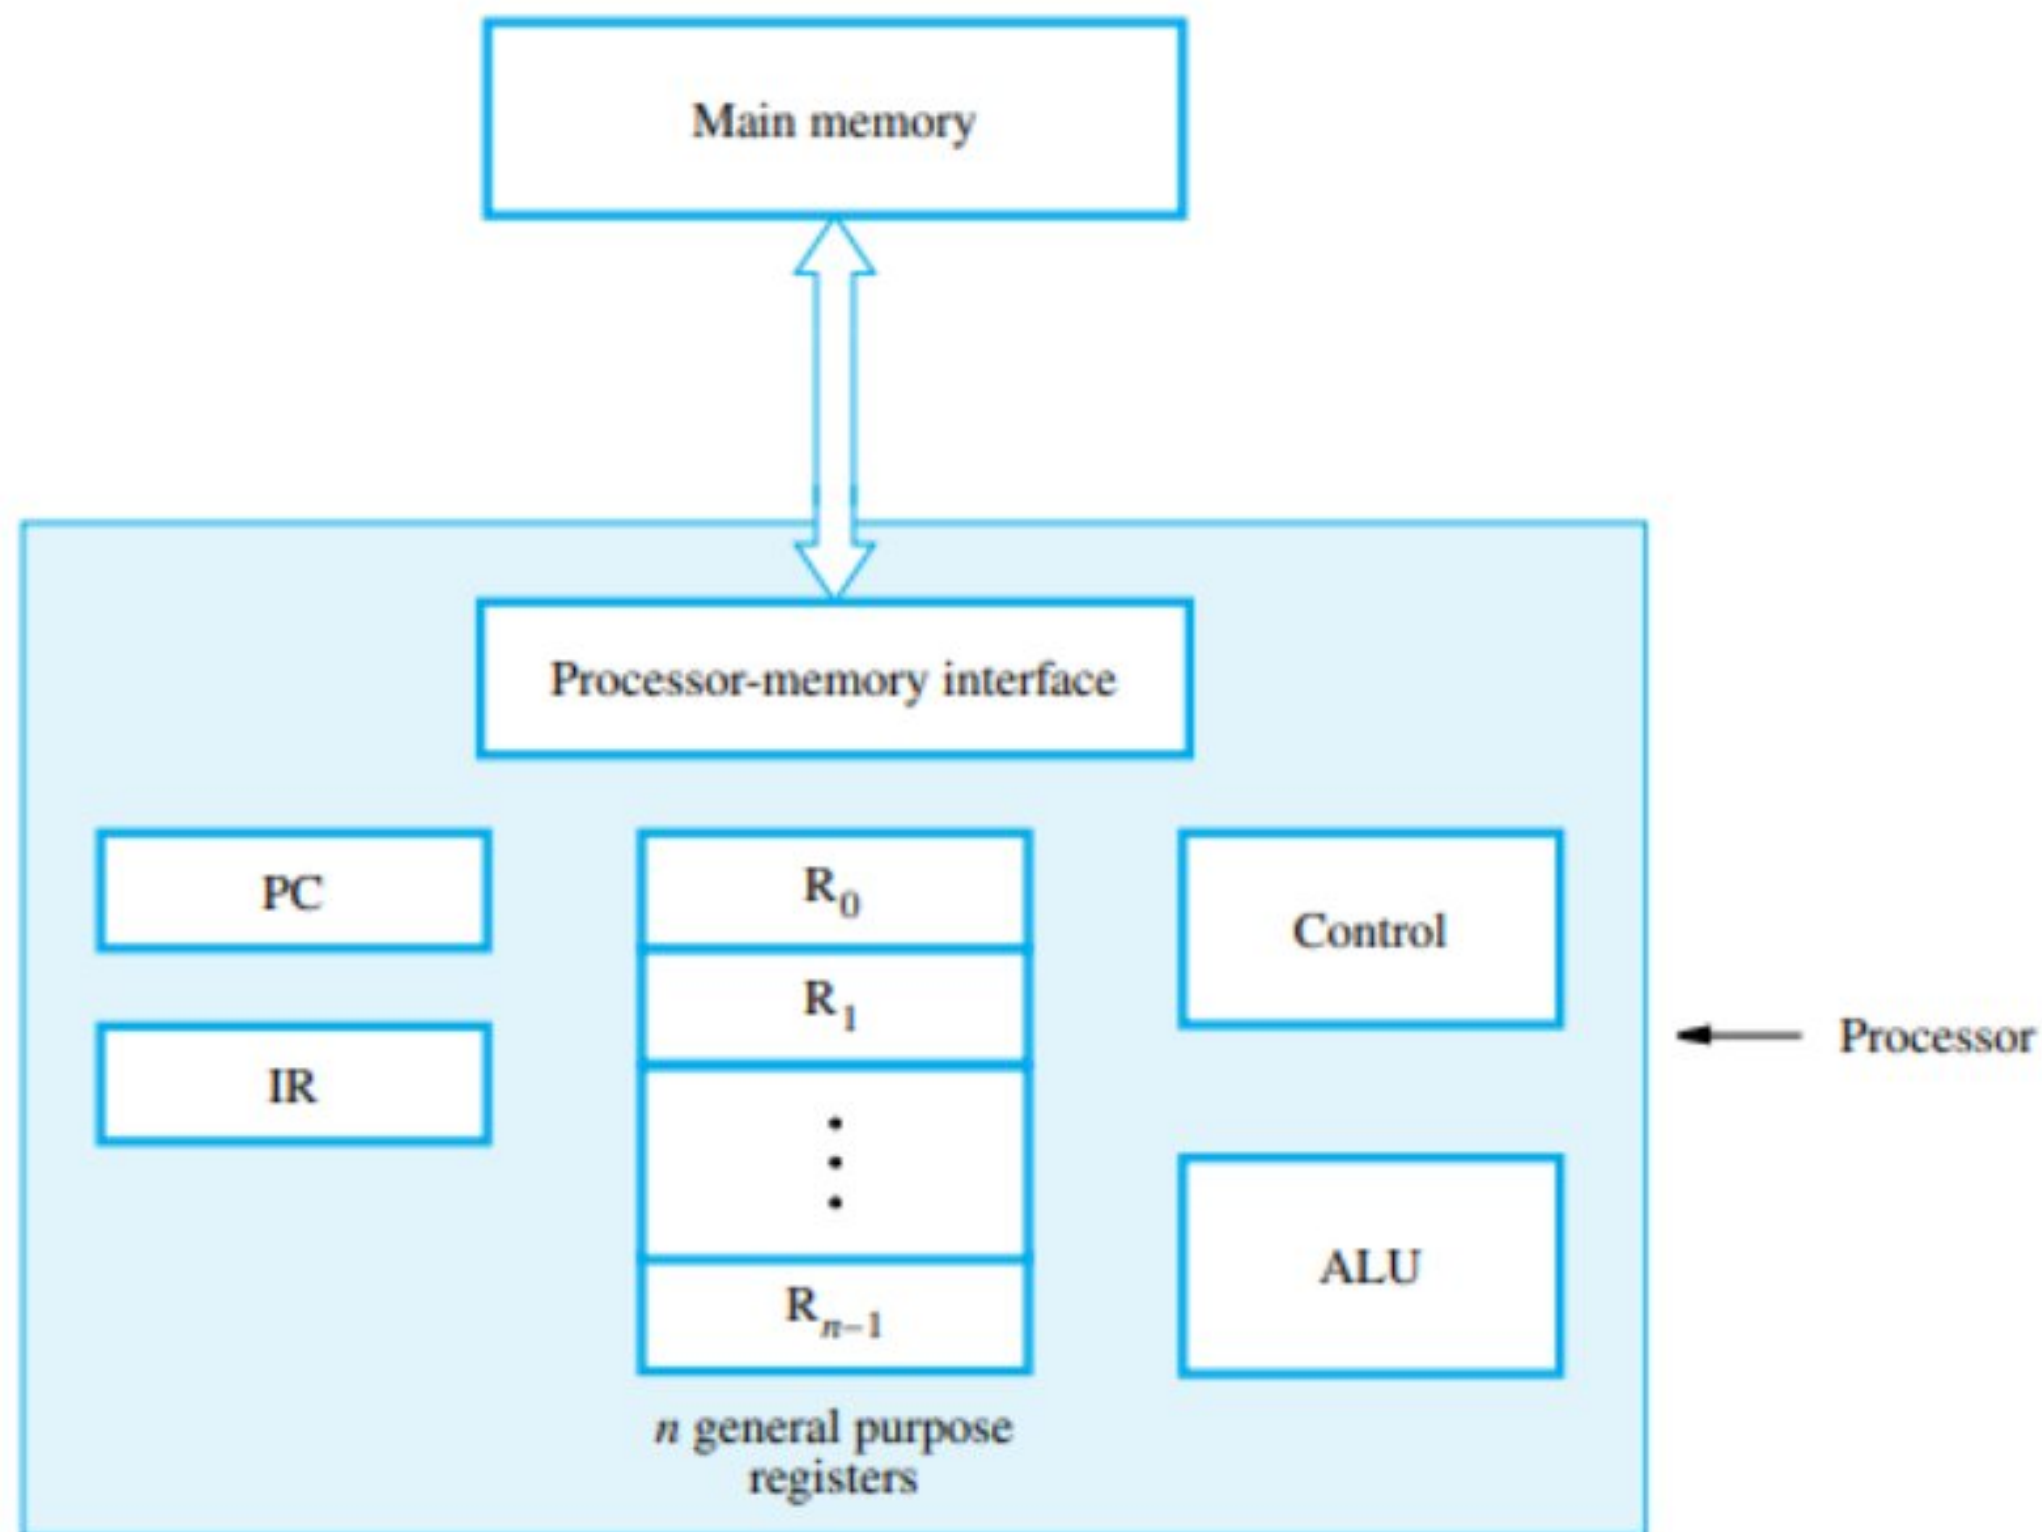 Main memory
Processor-memory interface
PC
R0
Control
R1
Processor
IR
ALU
Rn–1
n general purpose
registers